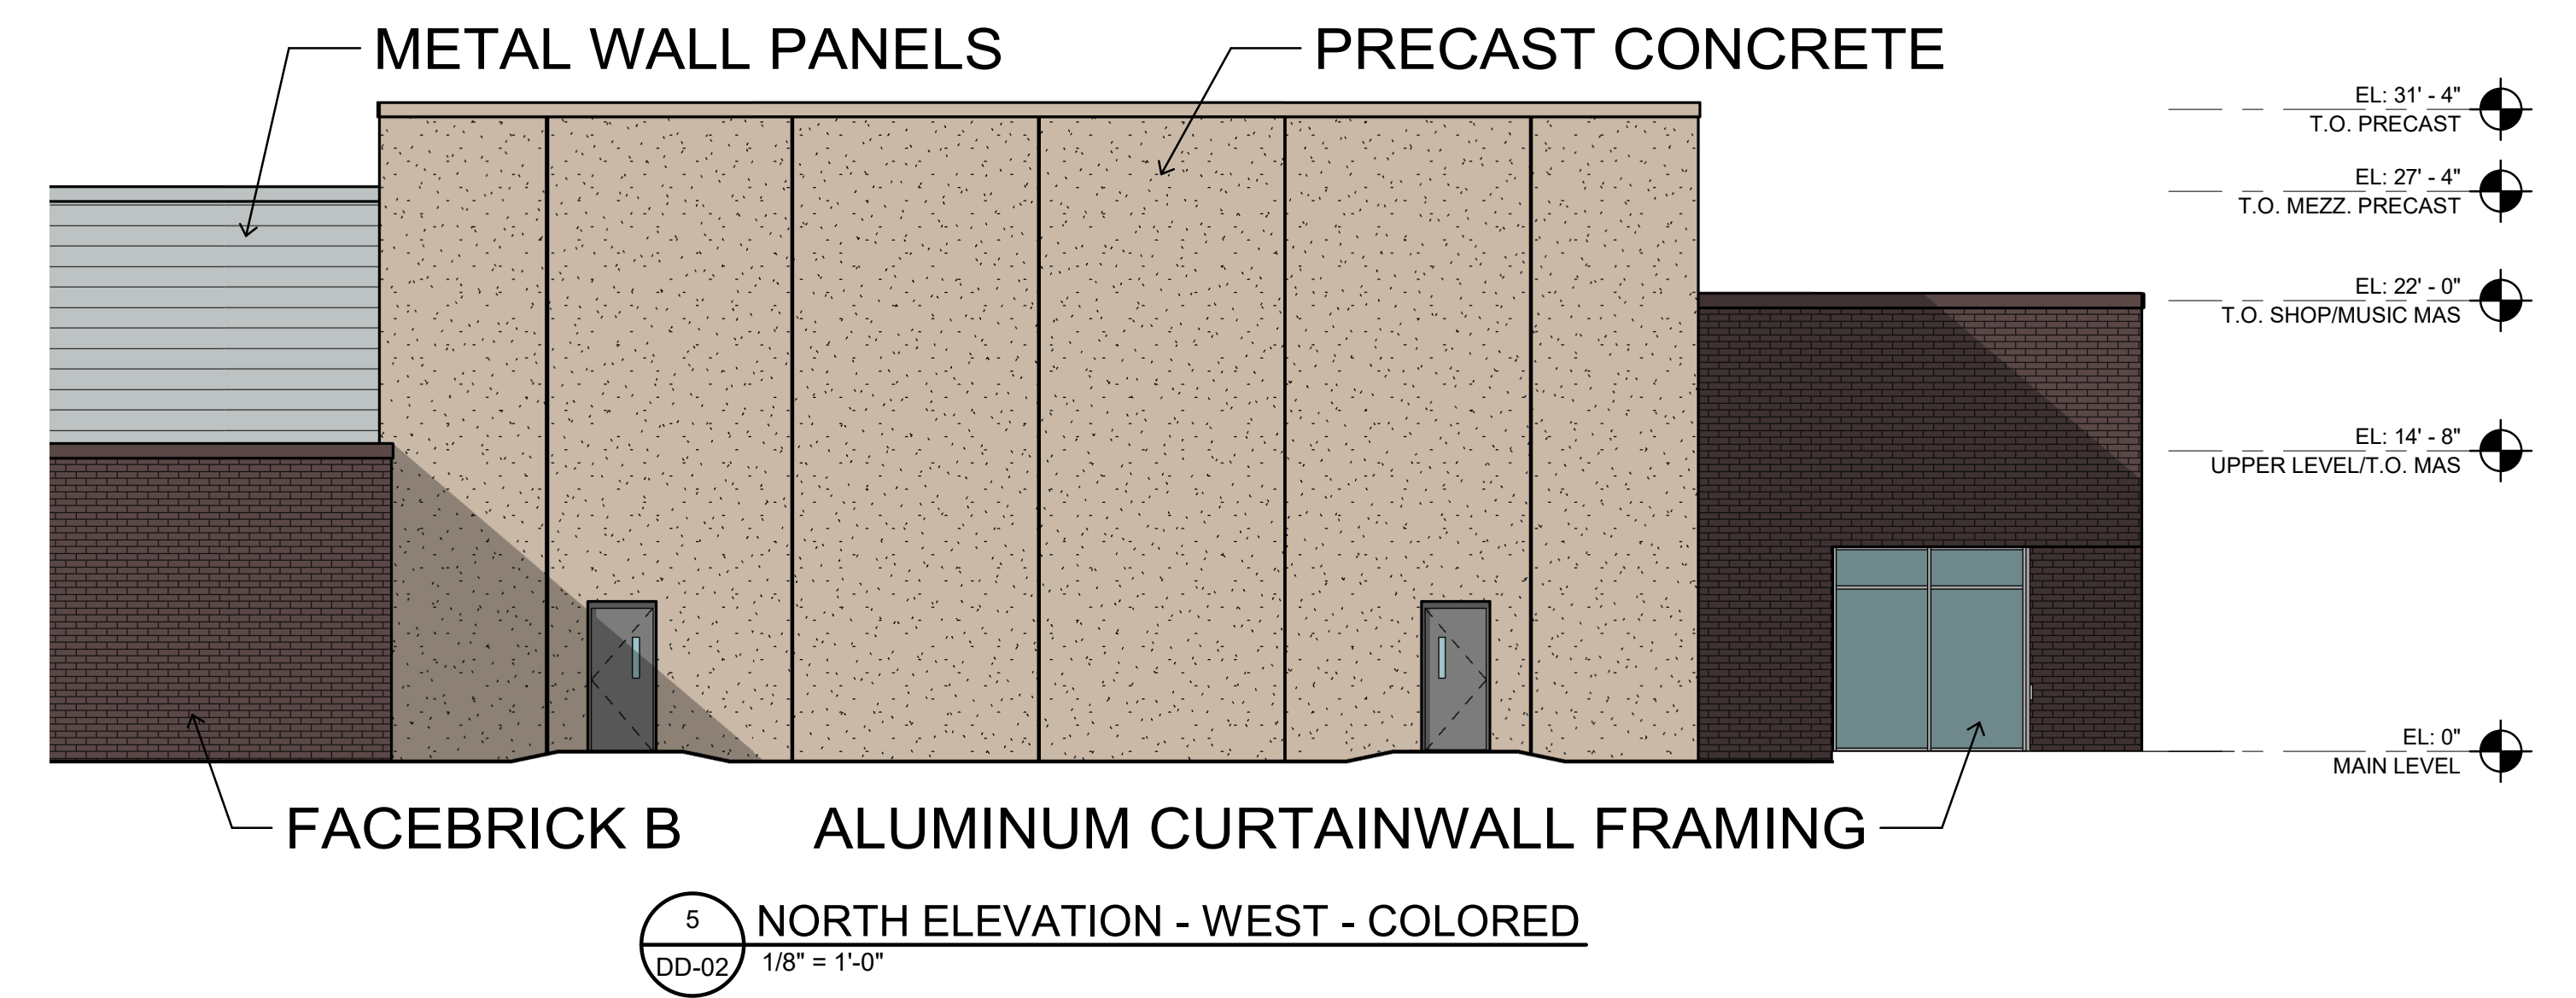 METAL WALL PANELS
PRECAST CONCRETE
EL: 31' - 4"
T.O. PRECAST
EL: 27' - 4"
T.O. MEZZ. PRECAST
EL: 22' - 0"
T.O. SHOP/MUSIC MAS
EL: 14' - 8"
UPPER LEVEL/T.O. MAS
EL: 0"
MAIN LEVEL
FACEBRICK B
ALUMINUM CURTAINWALL FRAMING
5
NORTH ELEVATION - WEST - COLORED
DD-02
1/8" = 1'-0"